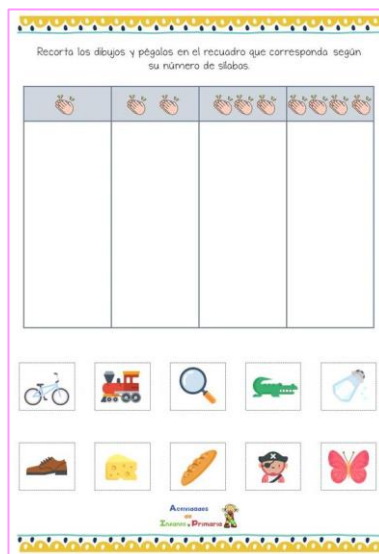 Recorta los dibujos y pégalos en el recuadro que corresponda según
su número de sílabas.
Actividades
de
Infantil y Primaria